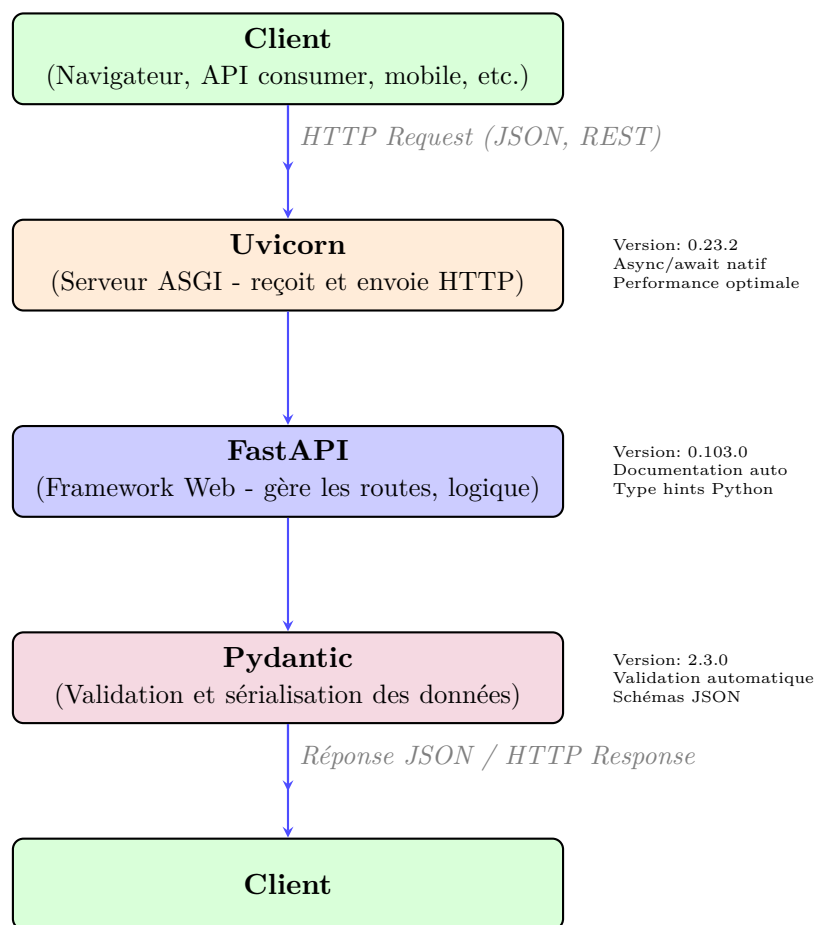 Client
(Navigateur, API consumer, mobile, etc.)
HTTP Request (JSON, REST)
Uvicorn
(Serveur ASGI - reçoit et envoie HTTP)
Version: 0.23.2
Async/await natif
Performance optimale
FastAPI
(Framework Web - gère les routes, logique)
Version: 0.103.0
Documentation auto
Type hints Python
Pydantic
(Validation et sérialisation des données)
Version: 2.3.0
Validation automatique
Schémas JSON
Réponse JSON / HTTP Response
Client